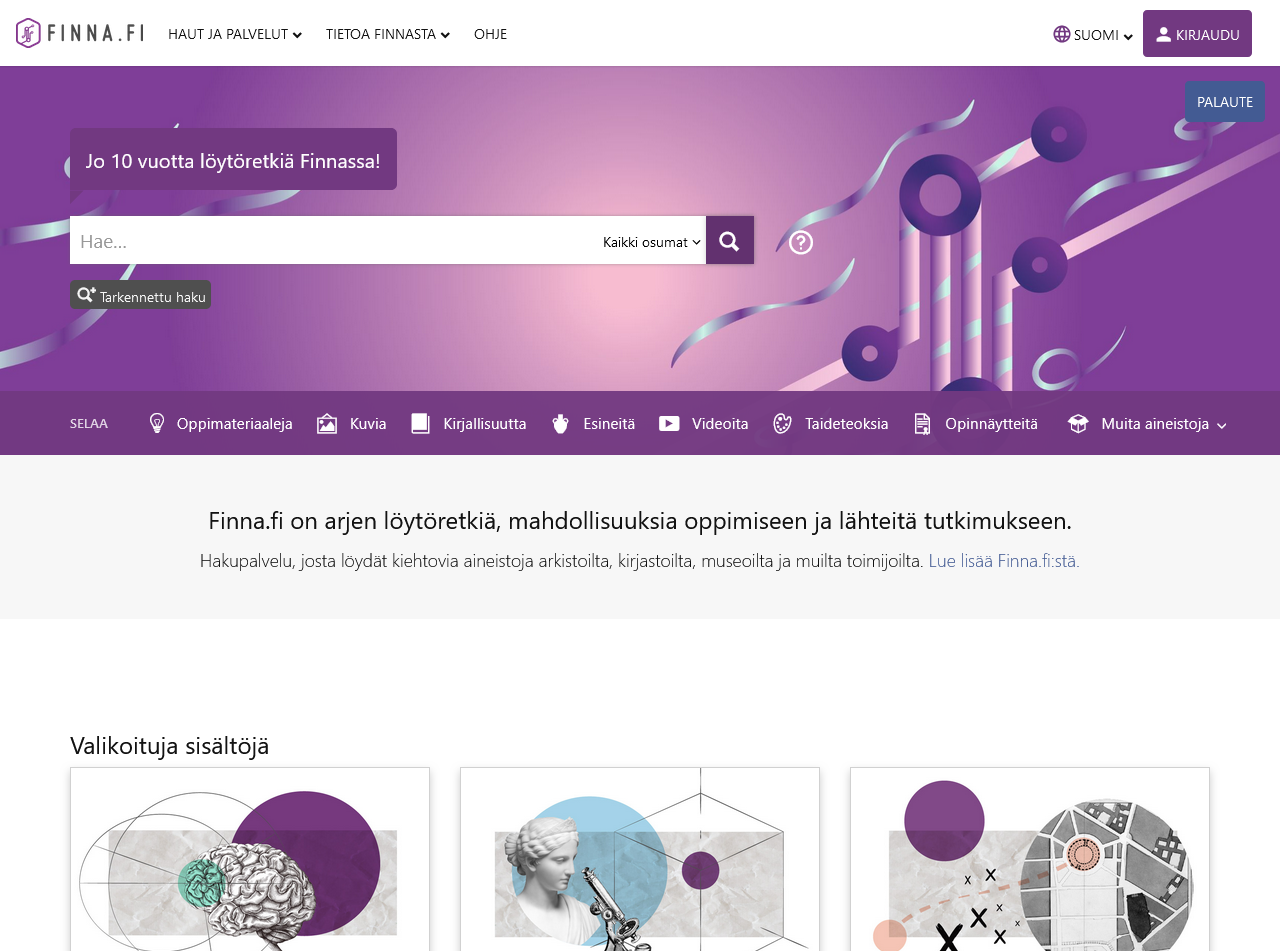 FINNA.FI
HAUT JA PALVELUT
TIETOA FINNASTA
OHJE
SUOMI
KIRJAUDU
PALAUTE
Jo 10 vuotta löytöretkiä Finnassa!
Hae...
Kaikki osumat
Tarkennettu haku
SELAA
Oppimateriaaleja
Kuvia
Kirjallisuutta
Esineitä
Videoita
Taideteoksia
Opinnäytteitä
Muita aineistoja
Finna.fi on arjen löytöretkiä, mahdollisuuksia oppimiseen ja lähteitä tutkimukseen.
Hakupalvelu, josta löydät kiehtovia aineistoja arkistoilta, kirjastoilta, museoilta ja muilta toimijoilta. Lue lisää Finna.fi:stä.
Valikoituja sisältöjä